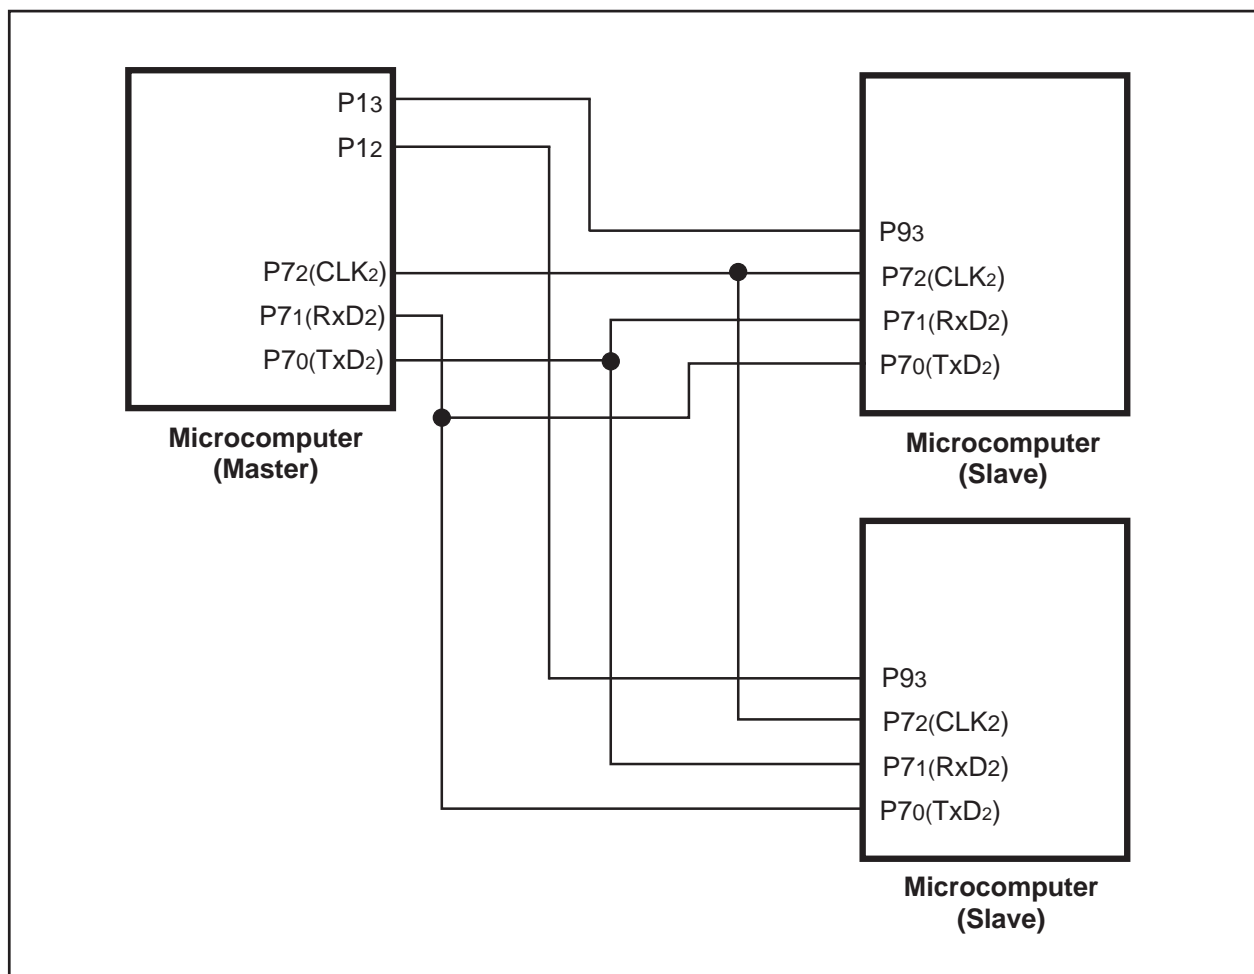 P13
P12
P72(CLK2)
P71(RxD2)
P70(TxD2)
Microcomputer
(Master)
P93
P72(CLK2)
P71(RxD2)
P70(TxD2)
Microcomputer
(Slave)
P93
P72(CLK2)
P71(RxD2)
P70(TxD2)
Microcomputer
(Slave)